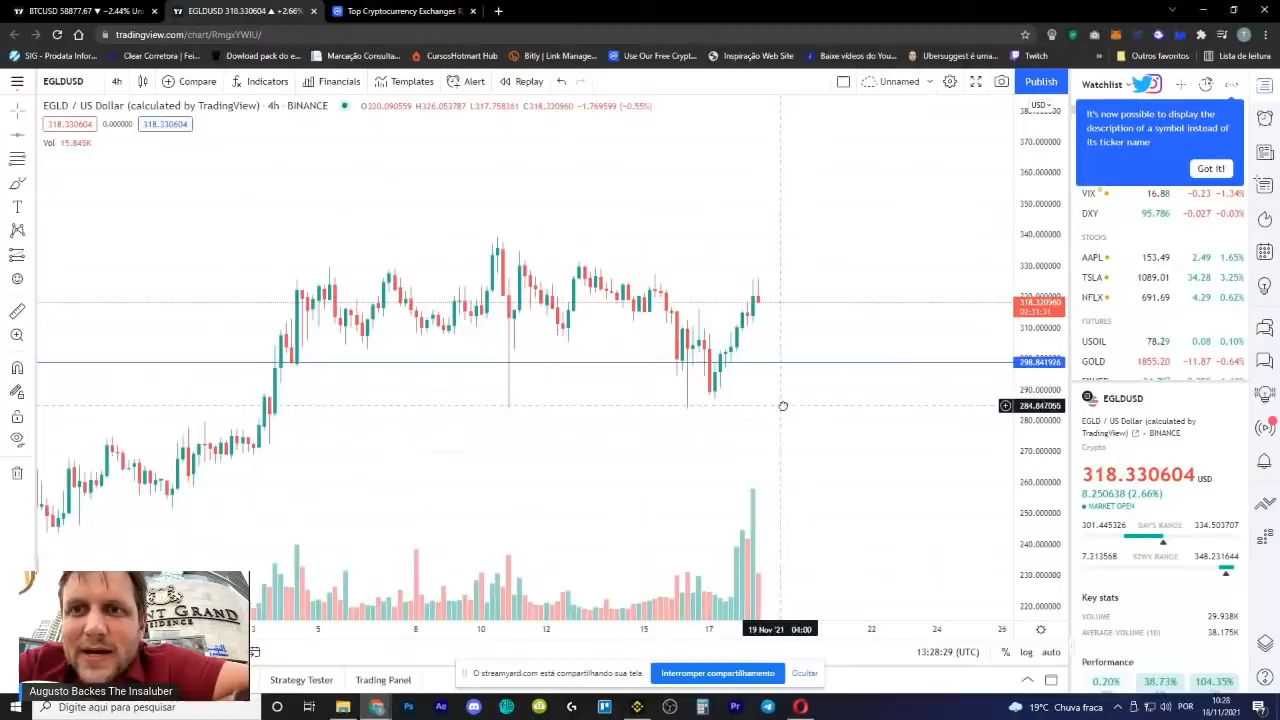 BTCUSD 58877.67 ▼ −2.44% Un
EGLDUSD 318.330604 ▲ +2.66%
Top Cryptocurrency Exchanges R
tradingview.com/chart/RmgxYWIU/
SIG - Prodata Infor...
Clear Corretora | Fei...
Dowload pack do el...
Marcação Consulta...
CursosHotmart Hub
Bitly | Link Manage...
Use Our Free Crypt...
Inspiração Web Site
Baixe vídeos do You...
Ubersuggest é um...
Twitch
Outros favoritos
Lista de leitura
EGLDUSD
4h
Compare
Indicators
Financials
Templates
Alert
Replay
Unnamed
Publish
Watchlist
EGLD / US Dollar (calculated by TradingView) · 4h · BINANCE
O320.090559 H326.053787 L317.758361 C318.320960 −1.769599 (−0.55%)
USD
318.330604
0.000000
318.330604
Vol 15.845K
370.000000
360.000000
350.000000
340.000000
330.000000
318.320960
02:31:31
310.000000
298.841926
290.000000
284.847055
280.000000
270.000000
260.000000
250.000000
240.000000
230.000000
220.000000
It's now possible to display the
description of a symbol instead of
its ticker name
Got it!
VIX 16.88 −0.23 −1.34%
DXY 95.786 −0.027 −0.03%
STOCKS
AAPL 153.49 2.49 1.65%
TSLA 1089.01 34.28 3.25%
NFLX 691.69 4.29 0.62%
FUTURES
USOIL 78.29 0.08 0.10%
GOLD 1855.20 −11.87 −0.64%
EGLDUSD
EGLD / US Dollar (calculated by
TradingView) · BINANCE
Crypto
318.330604 USD
8.250638 (2.66%)
MARKET OPEN
301.445326 DAY'S RANGE 334.503707
7.213568 52WK RANGE 348.231644
Key stats
VOLUME 29.938K
AVERAGE VOLUME (10) 38.175K
Performance
0.20% 38.73% 104.35%
3 5 8 10 12 15 17 19 Nov '21 04:00 22 24 26
13:28:29 (UTC)
% log auto
GRAND
RESIDENCE
Augusto Backes The Insaluber
Strategy Tester
Trading Panel
O streamyard.com está compartilhando sua tela.
Interromper compartilhamento
Ocultar
Digite aqui para pesquisar
19°C Chuva fraca
POR
10:28
18/11/2021